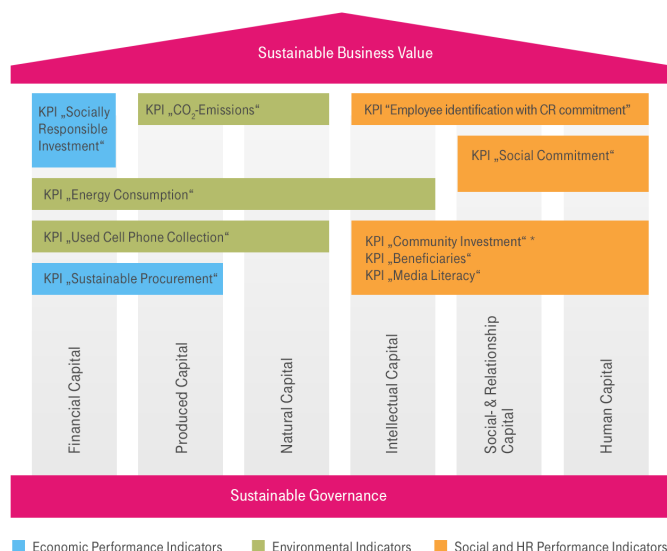 Sustainable Business Value
KPI „Socially
Responsible
Investment“
KPI „CO₂-Emissions“
KPI “Employee identification with CR commitment”
KPI „Social Commitment“
KPI „Energy Consumption“
KPI „Used Cell Phone Collection“
KPI „Community Investment“ *
KPI „Beneficiaries“
KPI „Media Literacy“
KPI „Sustainable Procurement“
Financial Capital
Produced Capital
Natural Capital
Intellectual Capital
Social- & Relationship
Capital
Human Capital
Sustainable Governance
Economic Performance Indicators
Environmental Indicators
Social and HR Performance Indicators